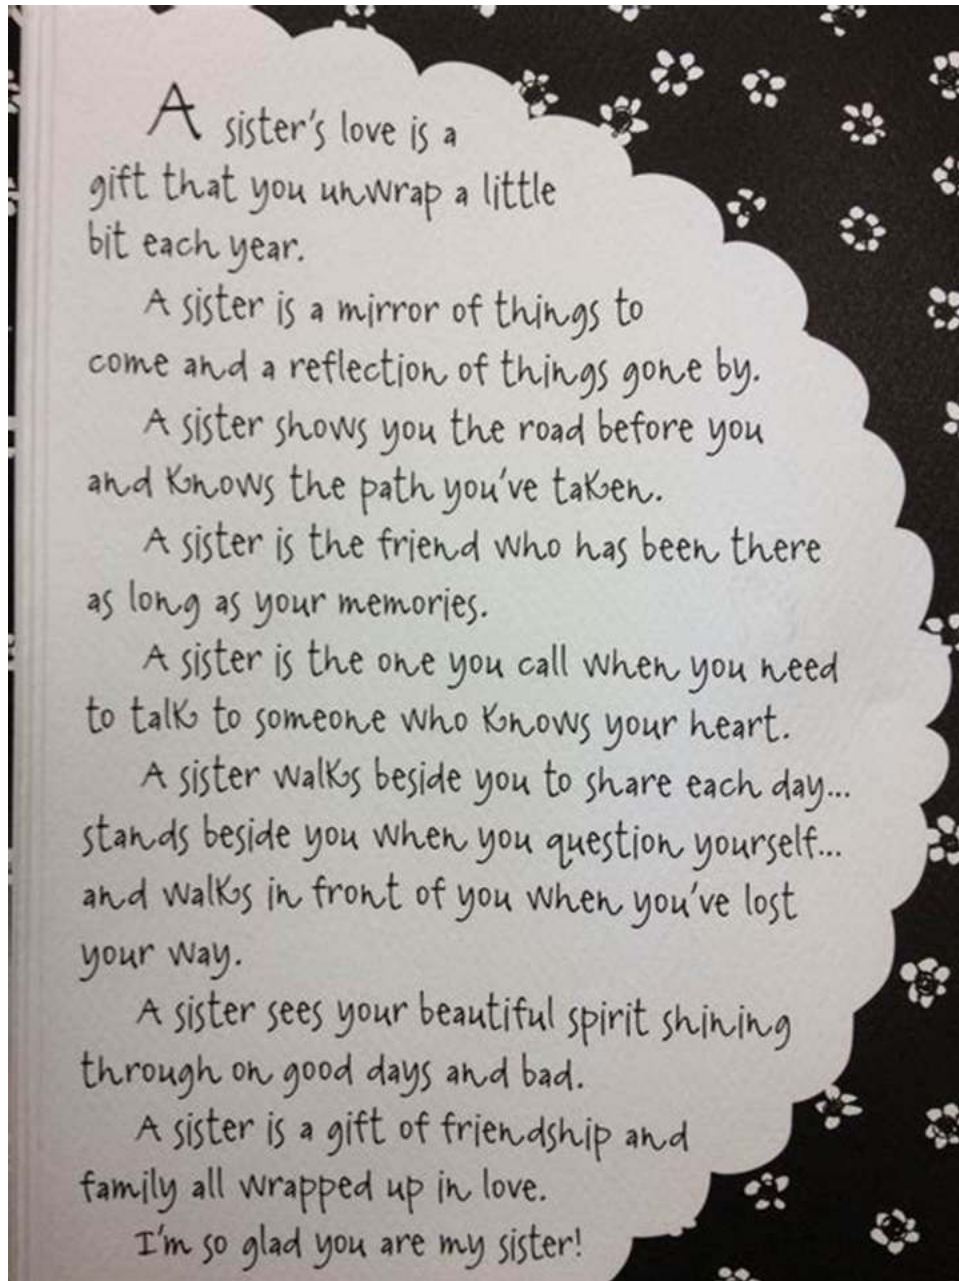 A sister's love is a
gift that you unwrap a little
bit each year.
A sister is a mirror of things to
come and a reflection of things gone by.
A sister shows you the road before you
and knows the path you've taken.
A sister is the friend who has been there
as long as your memories.
A sister is the one you call when you need
to talk to someone who knows your heart.
A sister walks beside you to share each day...
stands beside you when you question yourself...
and walks in front of you when you've lost
your way.
A sister sees your beautiful spirit shining
through on good days and bad.
A sister is a gift of friendship and
family all wrapped up in love.
I'm so glad you are my sister!